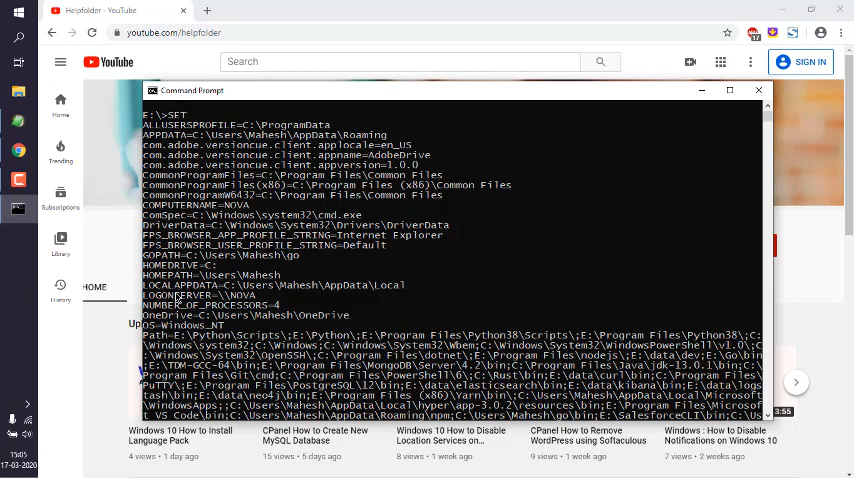 Helpfolder - YouTube
youtube.com/helpfolder
17
YouTube
Search
SIGN IN
Home
Trending
Subscriptions
Library
History
Command Prompt
E:\>SET
ALLUSERSPROFILE=C:\ProgramData
APPDATA=C:\Users\Mahesh\AppData\Roaming
com.adobe.versioncue.client.applocale=en_US
com.adobe.versioncue.client.appname=AdobeDrive
com.adobe.versioncue.client.appversion=1.0.0
CommonProgramFiles=C:\Program Files\Common Files
CommonProgramFiles(x86)=C:\Program Files (x86)\Common Files
CommonProgramW6432=C:\Program Files\Common Files
COMPUTERNAME=NOVA
ComSpec=C:\Windows\system32\cmd.exe
DriverData=C:\Windows\System32\Drivers\DriverData
FPS_BROWSER_APP_PROFILE_STRING=Internet Explorer
FPS_BROWSER_USER_PROFILE_STRING=Default
GOPATH=C:\Users\Mahesh\go
HOMEDRIVE=C:
HOMEPATH=\Users\Mahesh
LOCALAPPDATA=C:\Users\Mahesh\AppData\Local
LOGONSERVER=\\NOVA
NUMBER_OF_PROCESSORS=4
OneDrive=C:\Users\Mahesh\OneDrive
OS=Windows_NT
Path=E:\Python\Scripts\;E:\Python\;E:\Program Files\Python38\Scripts\;E:\Program Files\Python38\;C:
\Windows\system32;C:\Windows;C:\Windows\System32\Wbem;C:\Windows\System32\WindowsPowerShell\v1.0\;C
:\Windows\System32\OpenSSH\;C:\Program Files\dotnet\;E:\Program Files\nodejs\;E:\data\dev;E:\Go\bin
;E:\TDM-GCC-64\bin;E:\Program Files\MongoDB\Server\4.2\bin;C:\Program Files\Java\jdk-13.0.1\bin;C:\
Program Files\Git\cmd;C:\Program Files\PowerShell\6\;C:\Rust\bin;E:\data\curl\bin;C:\Program Files\
PuTTY\;E:\Program Files\PostgreSQL\12\bin;E:\data\elasticsearch\bin;E:\data\kibana\bin;E:\data\logs
tash\bin;E:\data\neo4j\bin;E:\Program Files (x86)\Yarn\bin\;C:\Users\Mahesh\AppData\Local\Microsoft
\WindowsApps;;C:\Users\Mahesh\AppData\Local\hyper\app-3.0.2\resources\bin;E:\Program Files\Microsof
t VS Code\bin;C:\Users\Mahesh\AppData\Roaming\npm;C:\Users\Mahesh\go\bin;E:\SalesforceCLI\bin;C:\Us
HOME
3:55
Windows 10 How to Install
Language Pack
4 views • 1 day ago
CPanel How to Create New
MySQL Database
15 views • 5 days ago
Windows 10 How to Disable
Location Services on...
8 views • 1 week ago
CPanel How to Remove
WordPress using Softaculous
9 views • 1 week ago
Windows : How to Disable
Notifications on Windows 10
7 views • 2 weeks ago
15:05
17-03-2020